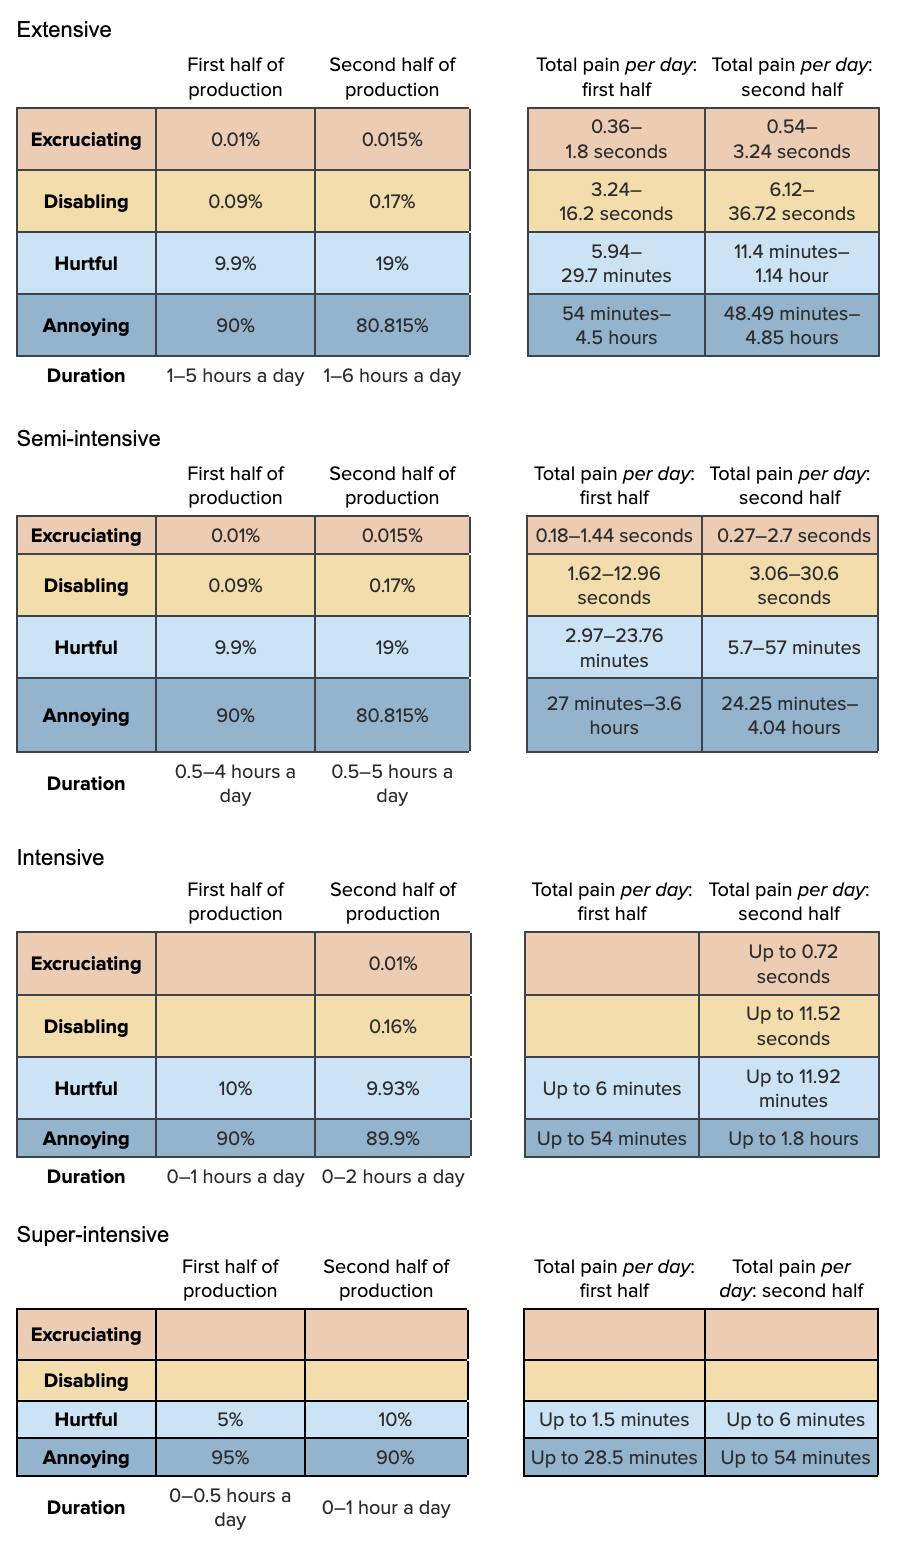 Extensive
First half of Second half of Total pain per day: Total pain per day:
production production first half second half
Excruciating 0.01% 0.015% 0.36– 0.54–
1.8 seconds 3.24 seconds
Disabling 0.09% 0.17% 3.24– 6.12–
16.2 seconds 36.72 seconds
Hurtful 9.9% 19% 5.94– 11.4 minutes–
29.7 minutes 1.14 hour
Annoying 90% 80.815% 54 minutes– 48.49 minutes–
4.5 hours 4.85 hours
Duration 1–5 hours a day 1–6 hours a day
Semi-intensive
First half of Second half of Total pain per day: Total pain per day:
production production first half second half
Excruciating 0.01% 0.015% 0.18–1.44 seconds 0.27–2.7 seconds
Disabling 0.09% 0.17% 1.62–12.96 3.06–30.6
seconds seconds
Hurtful 9.9% 19% 2.97–23.76 5.7–57 minutes
minutes
Annoying 90% 80.815% 27 minutes–3.6 24.25 minutes–
hours 4.04 hours
Duration 0.5–4 hours a 0.5–5 hours a
day day
Intensive
First half of Second half of Total pain per day: Total pain per day:
production production first half second half
Excruciating 0.01% Up to 0.72
seconds
Disabling 0.16% Up to 11.52
seconds
Hurtful 10% 9.93% Up to 6 minutes Up to 11.92
minutes
Annoying 90% 89.9% Up to 54 minutes Up to 1.8 hours
Duration 0–1 hours a day 0–2 hours a day
Super-intensive
First half of Second half of Total pain per day: Total pain per
production production first half day: second half
Excruciating
Disabling
Hurtful 5% 10% Up to 1.5 minutes Up to 6 minutes
Annoying 95% 90% Up to 28.5 minutes Up to 54 minutes
Duration 0–0.5 hours a 0–1 hour a day
day